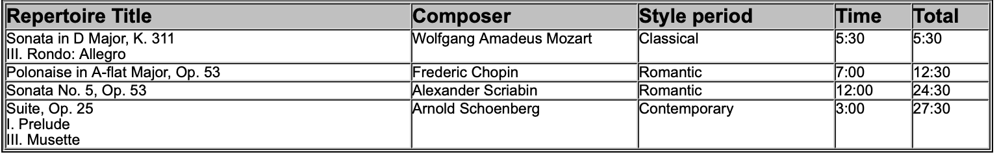 Repertoire Title Composer Style period Time Total
Sonata in D Major, K. 311 Wolfgang Amadeus Mozart Classical 5:30 5:30
III. Rondo: Allegro
Polonaise in A-flat Major, Op. 53 Frederic Chopin Romantic 7:00 12:30
Sonata No. 5, Op. 53 Alexander Scriabin Romantic 12:00 24:30
Suite, Op. 25 Arnold Schoenberg Contemporary 3:00 27:30
I. Prelude
III. Musette